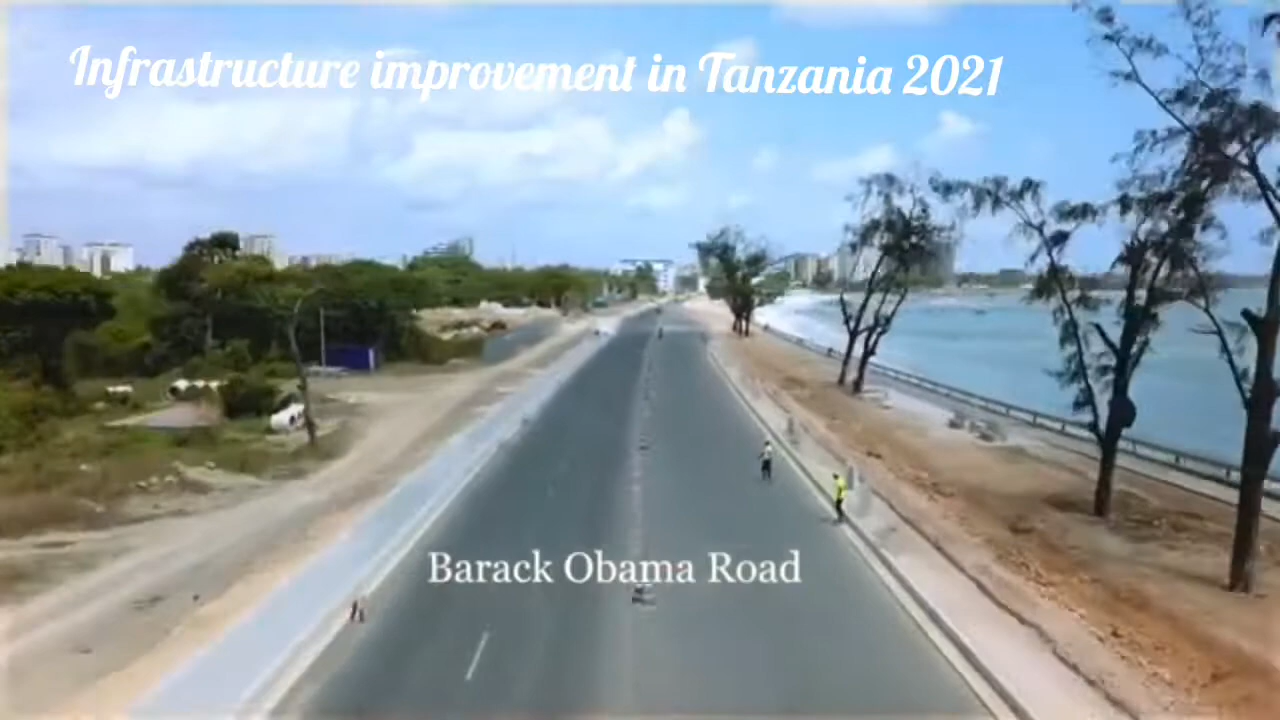 Infrastructure improvement in Tanzania 2021
Barack Obama Road